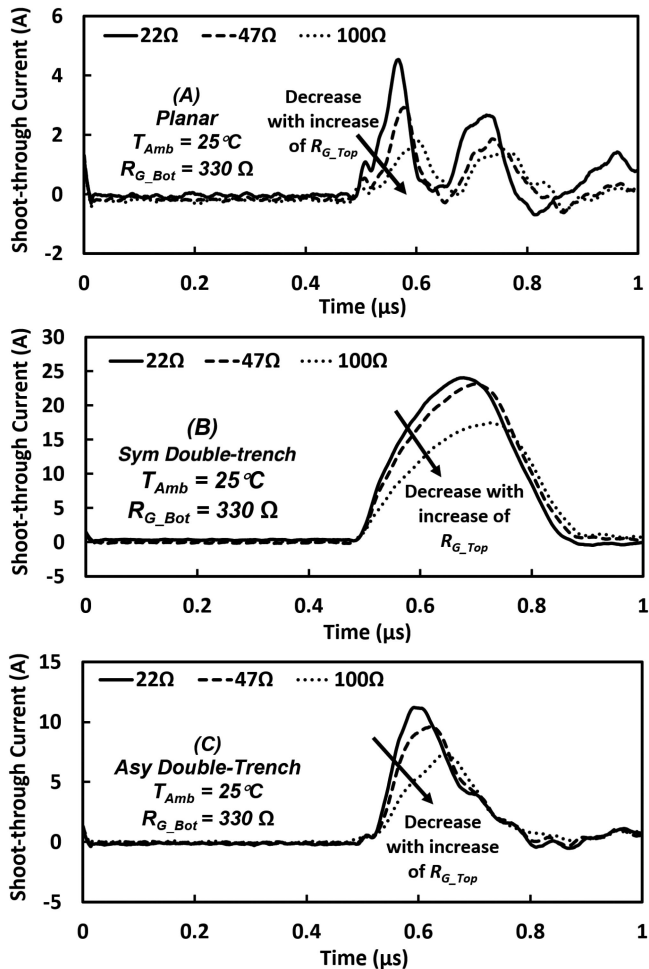 Shoot-through Current (A)
6
4
2
0
-2
22Ω 47Ω 100Ω
(A)
Planar
T_Amb = 25°C
R_G_Bot = 330 Ω
Decrease
with increase
of R_G_Top
0 0.2 0.4 0.6 0.8 1
Time (μs)
Shoot-through Current (A)
30
25
20
15
10
5
0
-5
22Ω 47Ω 100Ω
(B)
Sym Double-trench
T_Amb = 25°C
R_G_Bot = 330 Ω
Decrease with
increase of
R_G_Top
0 0.2 0.4 0.6 0.8 1
Time (μs)
Shoot-through Current (A)
15
10
5
0
-5
22Ω 47Ω 100Ω
(C)
Asy Double-Trench
T_Amb = 25°C
R_G_Bot = 330 Ω
Decrease
with increase
of R_G_Top
0 0.2 0.4 0.6 0.8 1
Time (μs)